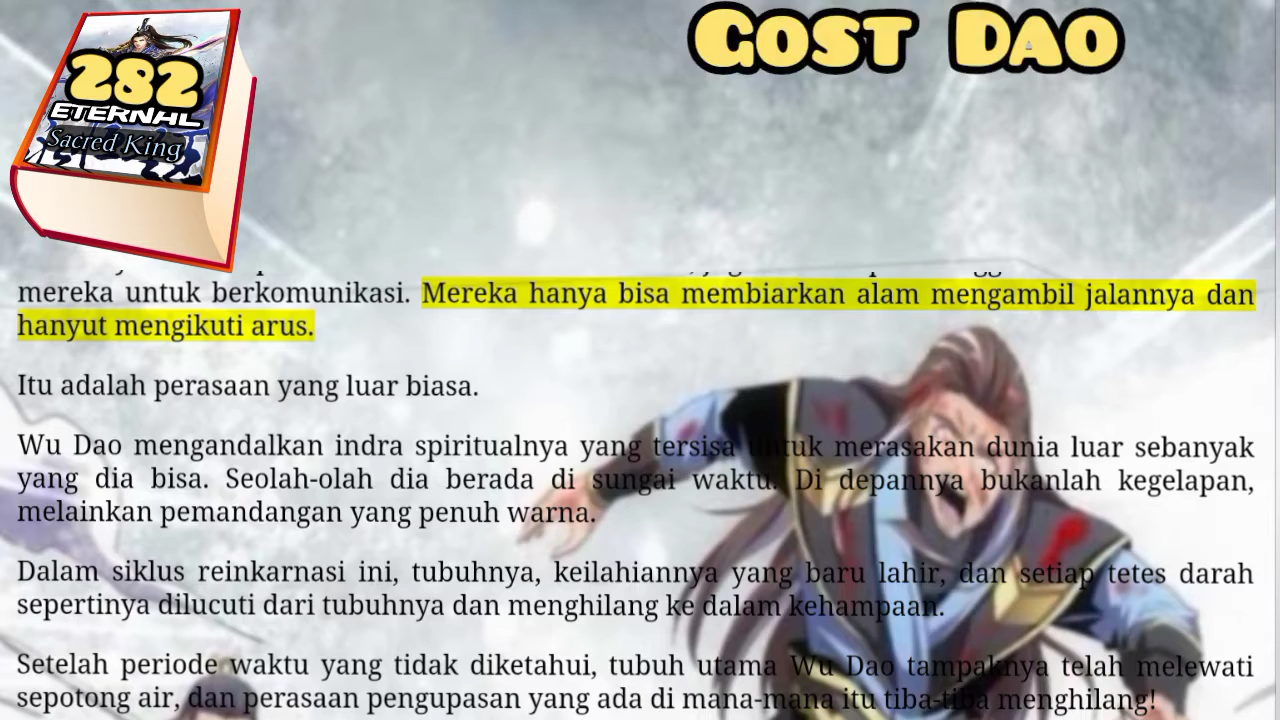 Gost Dao
282
ETERNAL
Sacred King
mereka untuk berkomunikasi. Mereka hanya bisa membiarkan alam mengambil jalannya dan
hanyut mengikuti arus.
Itu adalah perasaan yang luar biasa.
Wu Dao mengandalkan indra spiritualnya yang tersisa untuk merasakan dunia luar sebanyak
yang dia bisa. Seolah-olah dia berada di sungai waktu. Di depannya bukanlah kegelapan,
melainkan pemandangan yang penuh warna.
Dalam siklus reinkarnasi ini, tubuhnya, keilahiannya yang baru lahir, dan setiap tetes darah
sepertinya dilucuti dari tubuhnya dan menghilang ke dalam kehampaan.
Setelah periode waktu yang tidak diketahui, tubuh utama Wu Dao tampaknya telah melewati
sepotong air, dan perasaan pengupasan yang ada di mana-mana itu tiba-tiba menghilang!